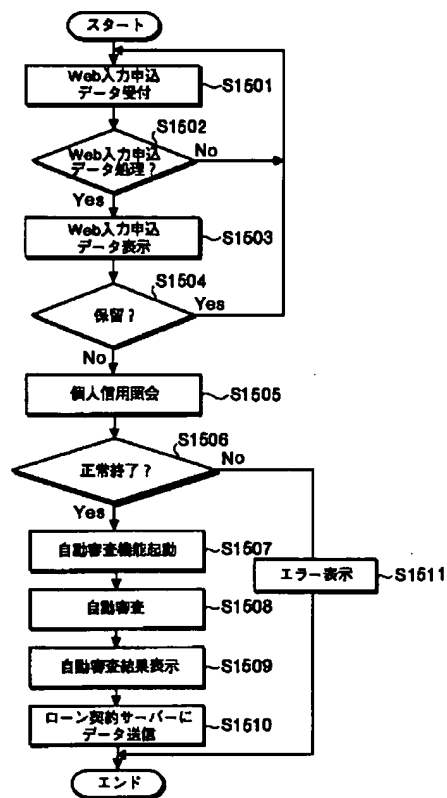 スタート
Web入力申込
データ受付
S1501
S1502
Web入力申込
データ処理?
No
Yes
Web入力申込
データ表示
S1503
S1504
保留?
Yes
No
個人信用照会
S1505
S1506
正常終了?
No
Yes
自動審査機能起動
S1507
エラー表示
S1511
自動審査
S1508
自動審査結果表示
S1509
ローン契約サーバーに
データ送信
S1510
エンド